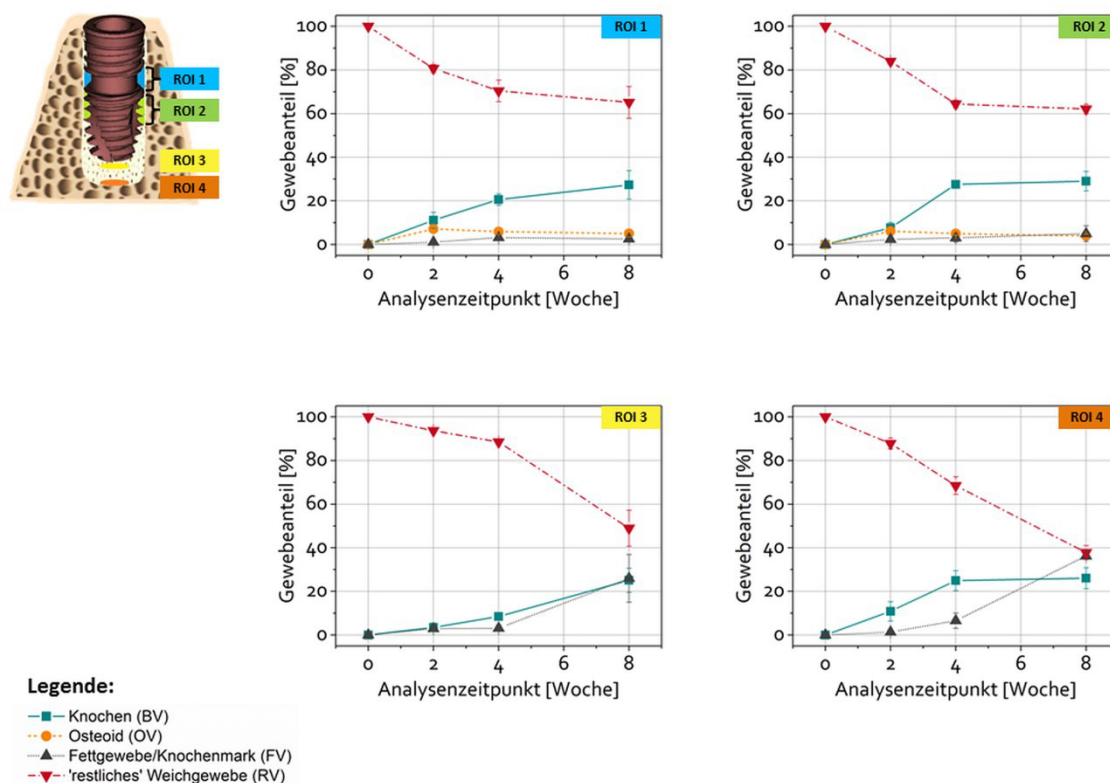 ROI 1
ROI 2
ROI 3
ROI 4
ROI 1
Gewebeanteil [%]
100
80
60
40
20
0
0 2 4 6 8
Analysenzeitpunkt [Woche]
ROI 2
Gewebeanteil [%]
100
80
60
40
20
0
0 2 4 6 8
Analysenzeitpunkt [Woche]
ROI 3
Gewebeanteil [%]
100
80
60
40
20
0
0 2 4 6 8
Analysenzeitpunkt [Woche]
ROI 4
Gewebeanteil [%]
100
80
60
40
20
0
0 2 4 6 8
Analysenzeitpunkt [Woche]
Legende:
Knochen (BV)
Osteoid (OV)
Fettgewebe/Knochenmark (FV)
'restliches' Weichgewebe (RV)